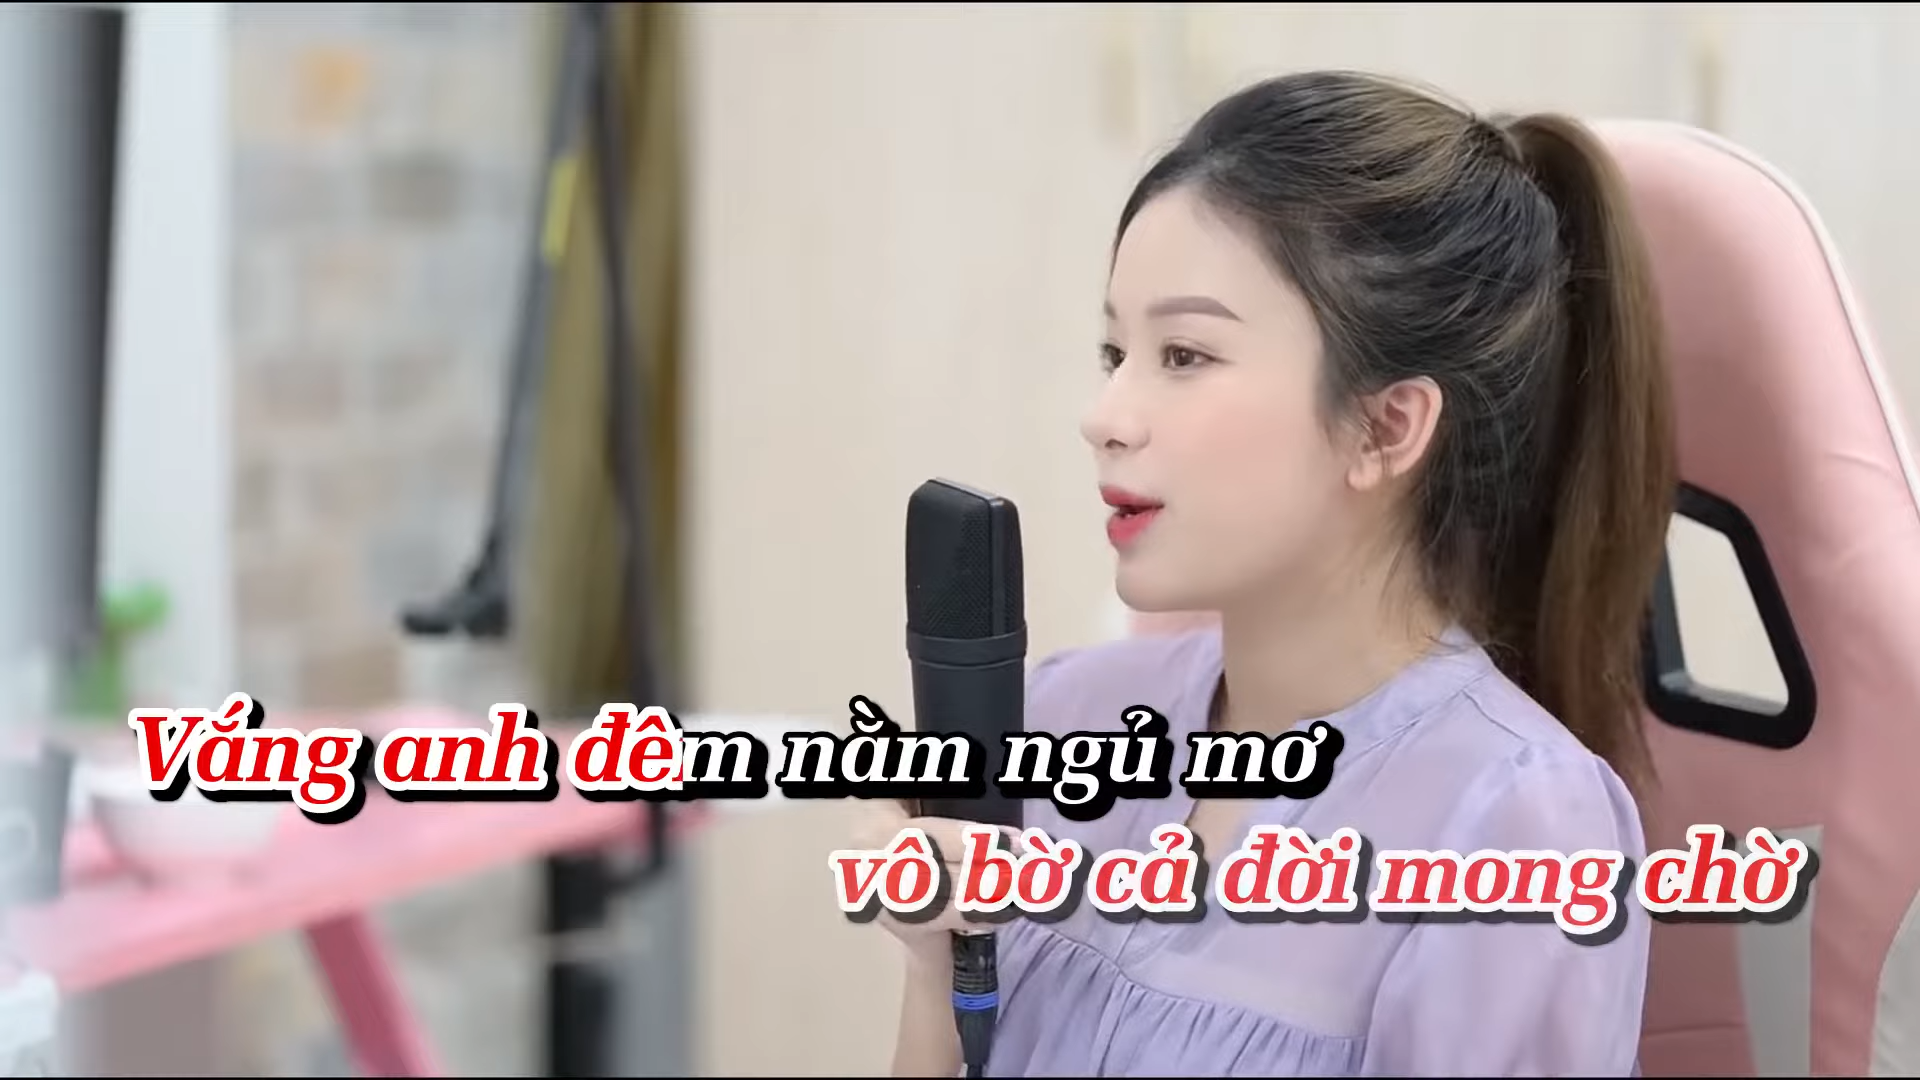 Vắng anh đêm nằm ngủ mơ
vô bờ cả đời mong chờ